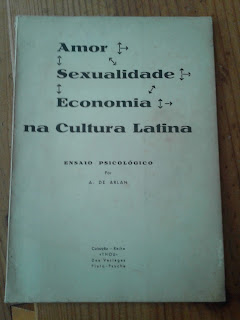 Amor
Sexualidade
Economia
na Cultura Latina
ENSAIO PSICOLÓGICO
Por
A. DE ARLAN